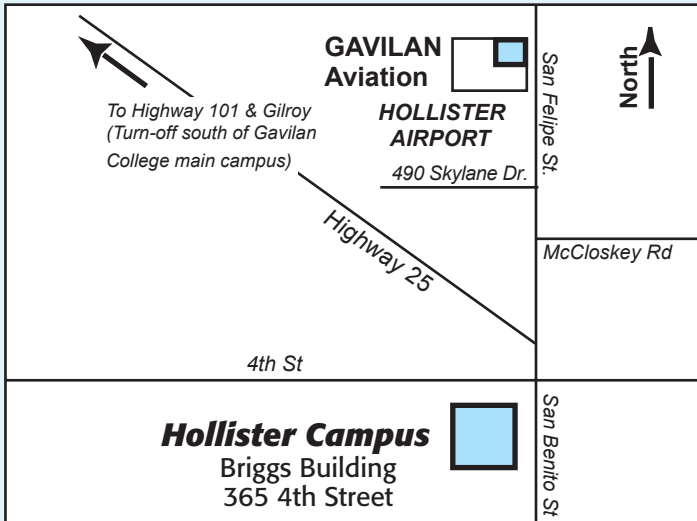 GAVILAN
Aviation
San Felipe St.
North
To Highway 101 & Gilroy
(Turn-off south of Gavilan
College main campus)
HOLLISTER
AIRPORT
490 Skylane Dr.
Highway 25
McCloskey Rd
4th St
Hollister Campus
Briggs Building
365 4th Street
San Benito St